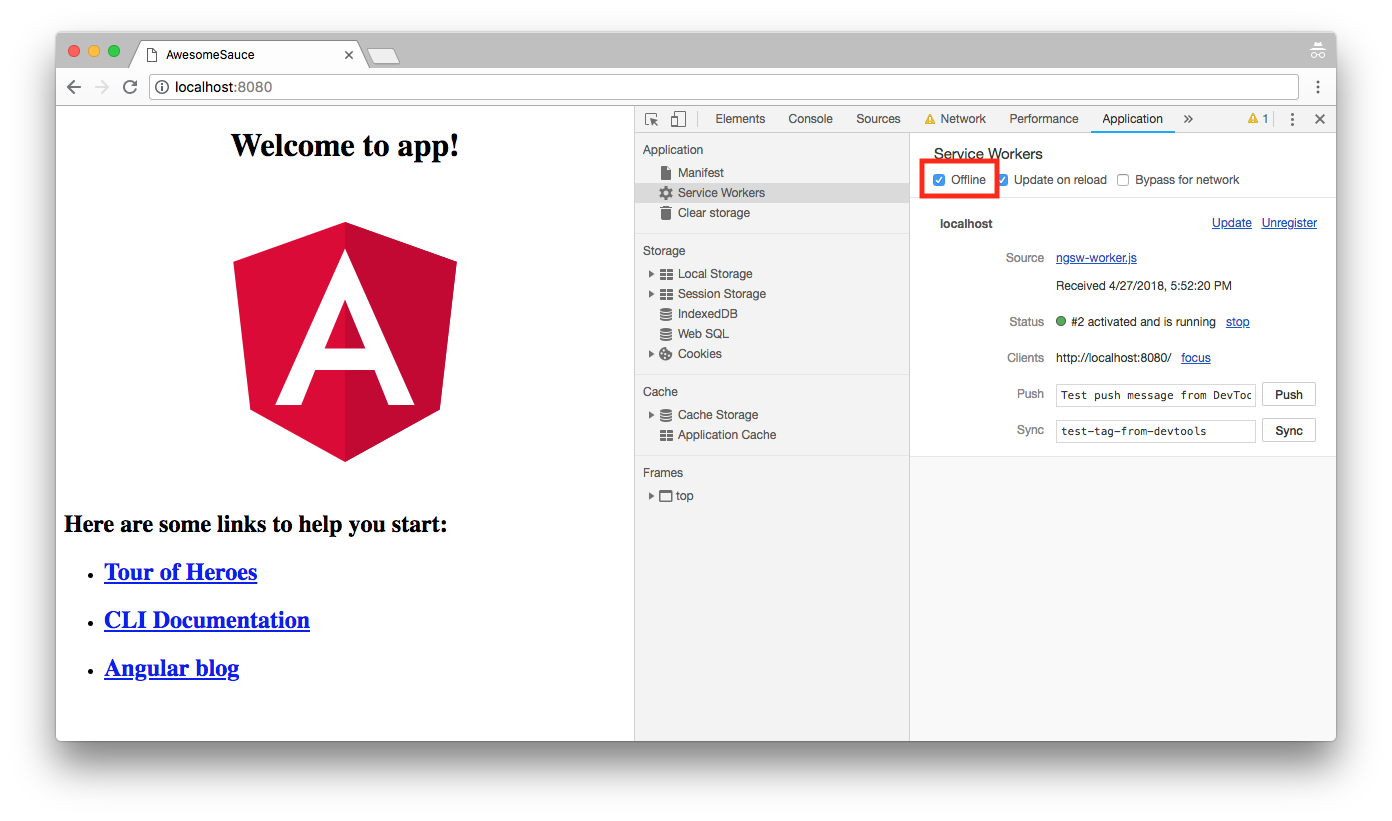 AwesomeSauce
localhost:8080
Welcome to app!
Here are some links to help you start:
Tour of Heroes
CLI Documentation
Angular blog
Elements Console Sources Network Performance Application » 1
Application
Manifest
Service Workers
Clear storage
Storage
Local Storage
Session Storage
IndexedDB
Web SQL
Cookies
Cache
Cache Storage
Application Cache
Frames
top
Service Workers
Offline Update on reload Bypass for network
localhost Update Unregister
Source ngsw-worker.js
Received 4/27/2018, 5:52:20 PM
Status #2 activated and is running stop
Clients http://localhost:8080/ focus
Push Test push message from DevToo Push
Sync test-tag-from-devtools Sync